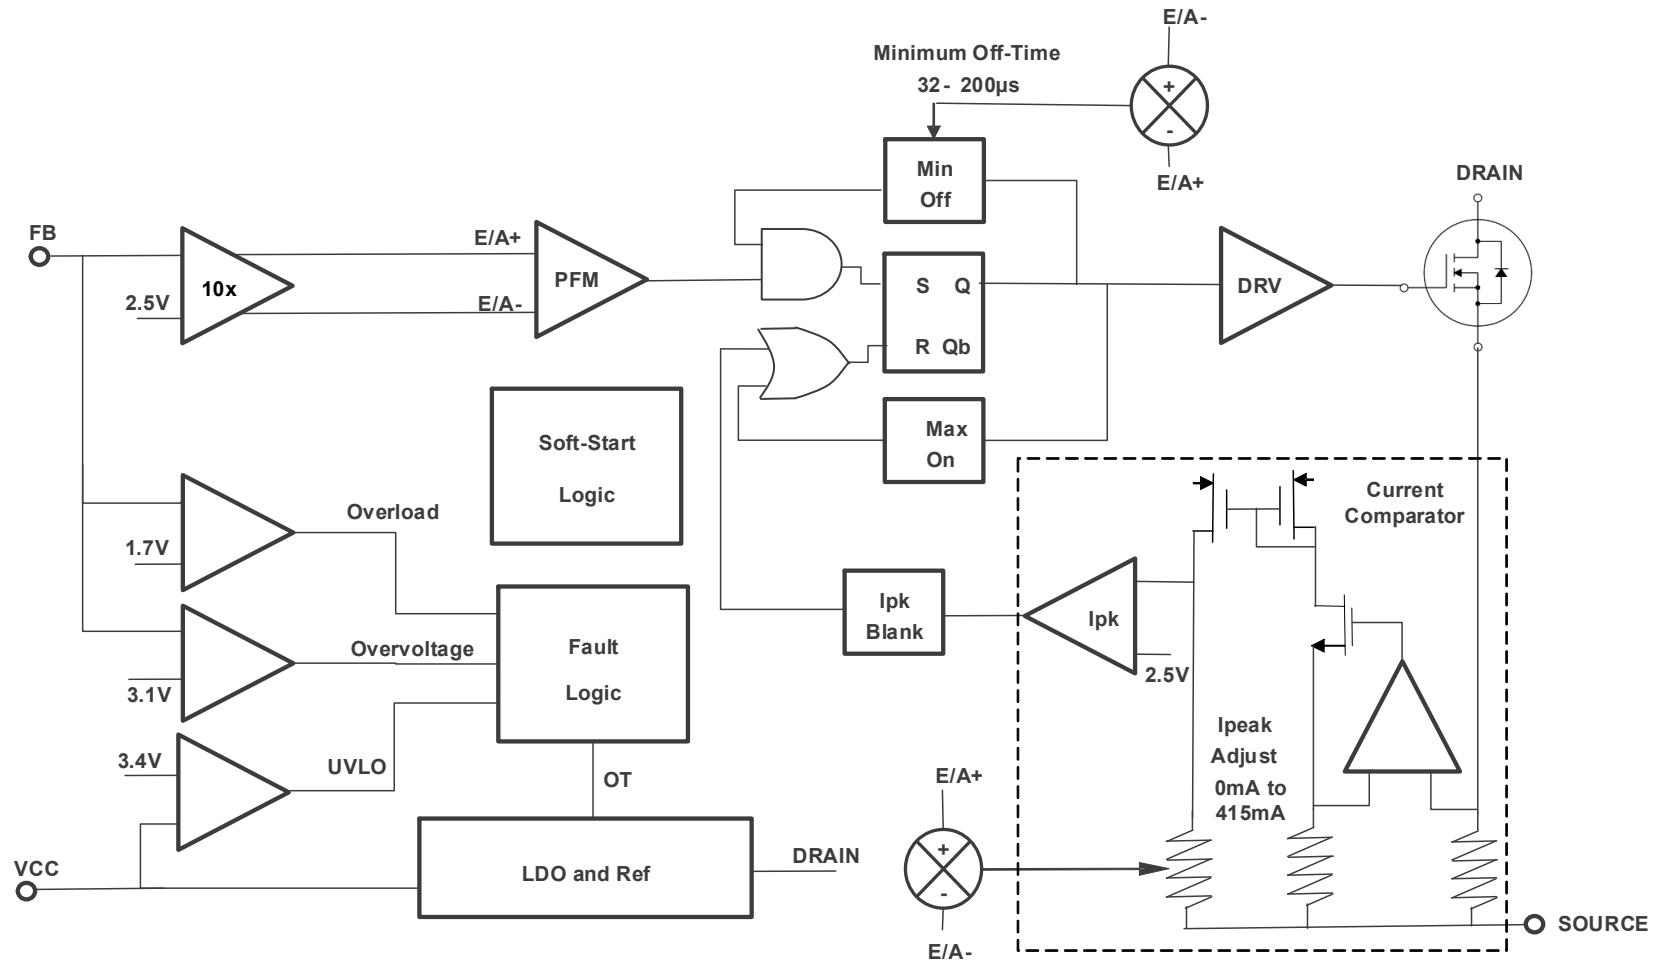 E/A-
Minimum Off-Time
32 - 200µs
+
-
E/A+
Min
Off
DRAIN
FB
E/A+
10x
PFM
2.5V
E/A-
S Q
R Qb
DRV
Max
On
Soft-Start
Logic
Current
Comparator
Overload
1.7V
Ipk
Blank
Ipk
2.5V
Fault
Logic
Overvoltage
3.1V
3.4V
UVLO
OT
Ipeak
Adjust
0mA to
415mA
E/A+
+
-
E/A-
VCC
LDO and Ref
DRAIN
SOURCE